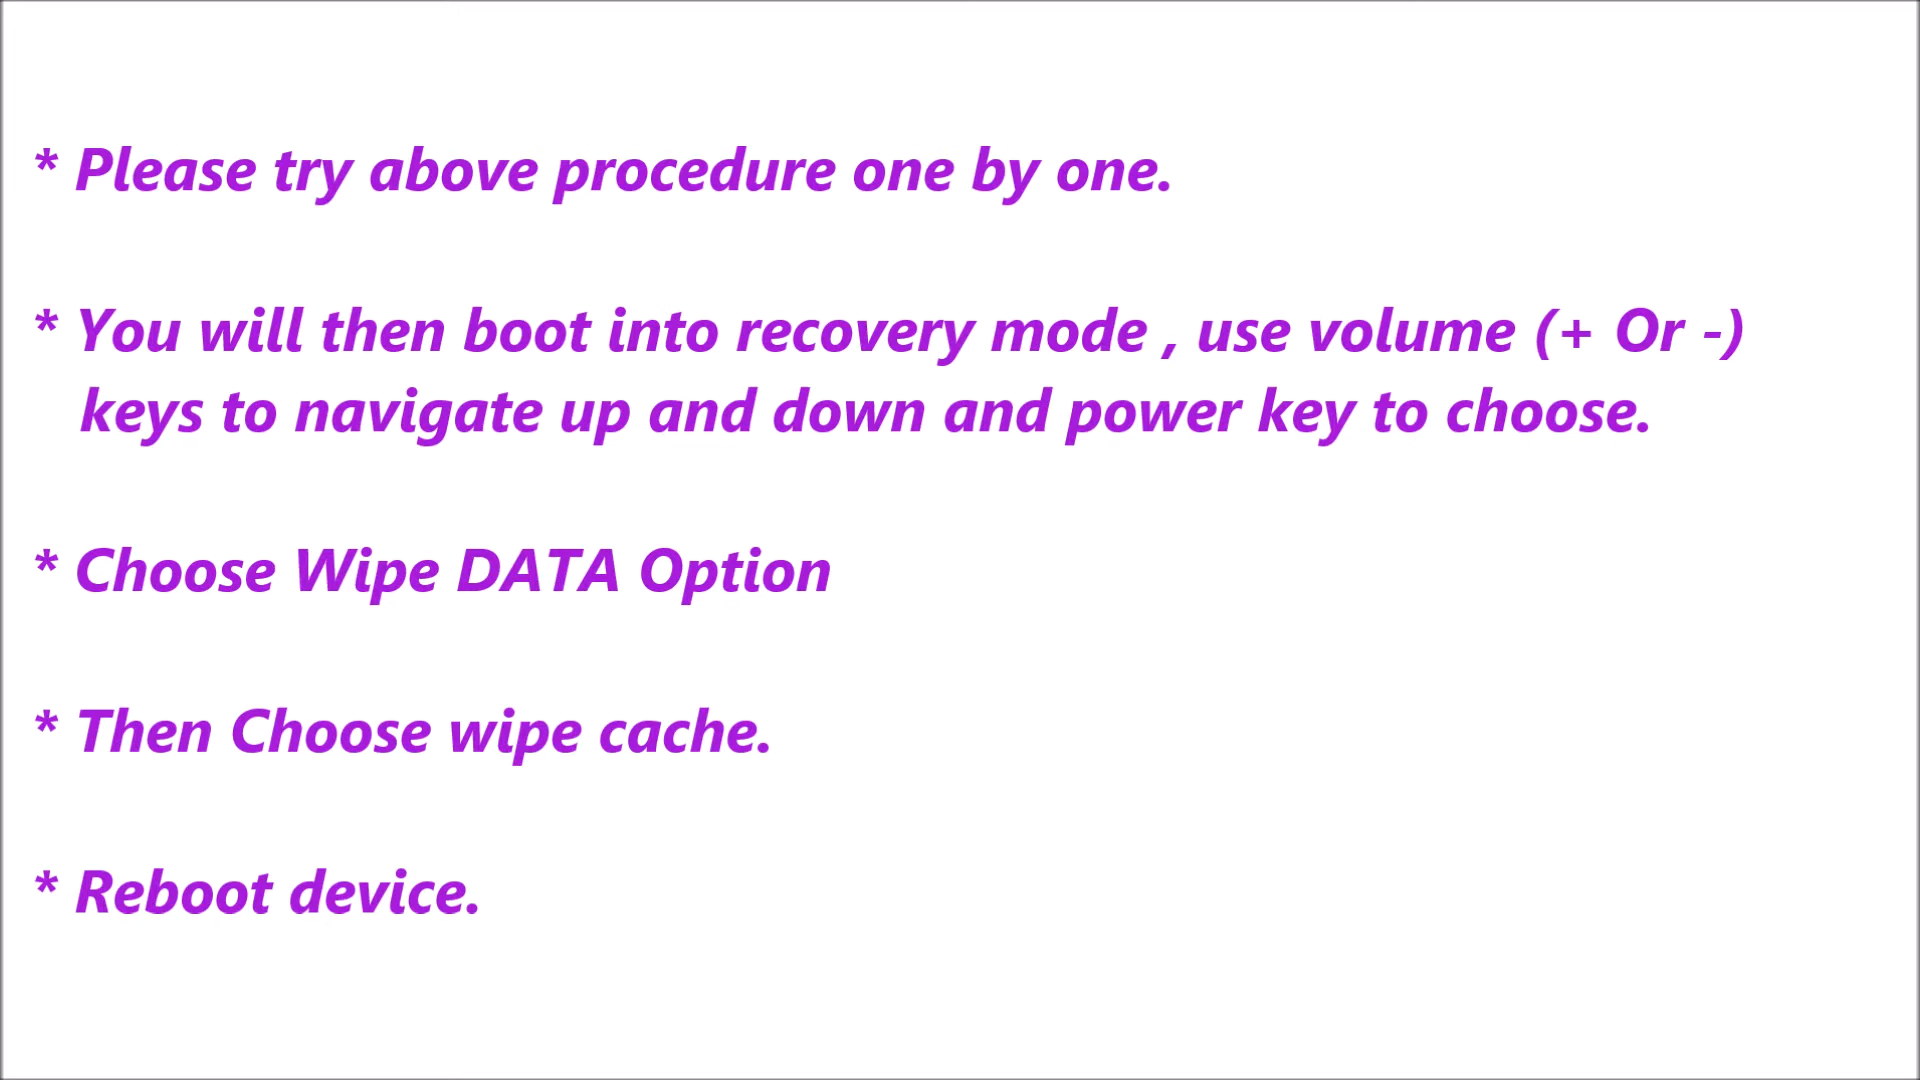 * Please try above procedure one by one.
* You will then boot into recovery mode , use volume (+ Or -)
keys to navigate up and down and power key to choose.
* Choose Wipe DATA Option
* Then Choose wipe cache.
* Reboot device.